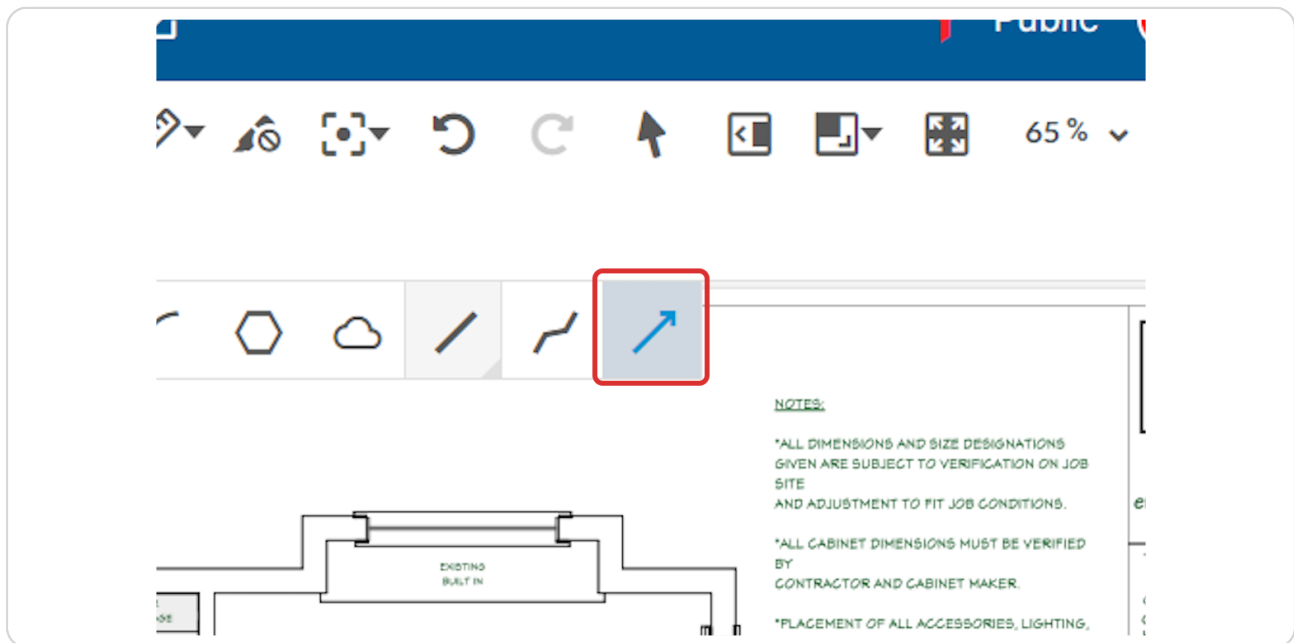 Public
65 %
NOTES:
*ALL DIMENSIONS AND SIZE DESIGNATIONS
GIVEN ARE SUBJECT TO VERIFICATION ON JOB
SITE
AND ADJUSTMENT TO FIT JOB CONDITIONS.
*ALL CABINET DIMENSIONS MUST BE VERIFIED
BY
CONTRACTOR AND CABINET MAKER.
*PLACEMENT OF ALL ACCESSORIES, LIGHTING,
EXISTING
BUILT IN